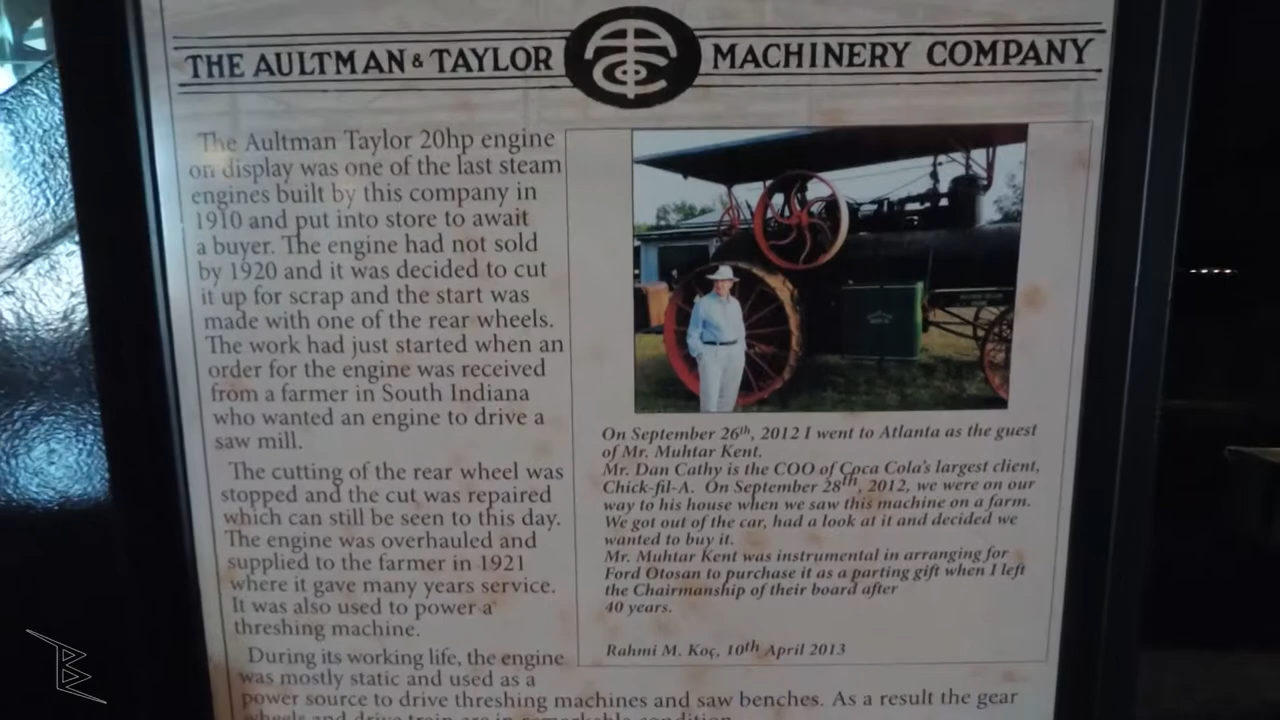 THE AULTMAN & TAYLOR MACHINERY COMPANY
The Aultman Taylor 20hp engine
on display was one of the last steam
engines built by this company in
1910 and put into store to await
a buyer. The engine had not sold
by 1920 and it was decided to cut
it up for scrap and the start was
made with one of the rear wheels.
The work had just started when an
order for the engine was received
from a farmer in South Indiana
who wanted an engine to drive a
saw mill.
The cutting of the rear wheel was
stopped and the cut was repaired
which can still be seen to this day.
The engine was overhauled and
supplied to the farmer in 1921
where it gave many years service.
It was also used to power a
threshing machine.
During its working life, the engine
was mostly static and used as a
power source to drive threshing machines and saw benches. As a result the gear
wheels and drive train are in remarkable condition.
On September 26th, 2012 I went to Atlanta as the guest
of Mr. Muhtar Kent.
Mr. Dan Cathy is the COO of Coca Cola's largest client,
Chick-fil-A. On September 28th, 2012, we were on our
way to his house when we saw this machine on a farm.
We got out of the car, had a look at it and decided we
wanted to buy it.
Mr. Muhtar Kent was instrumental in arranging for
Ford Otosan to purchase it as a parting gift when I left
the Chairmanship of their board after
40 years.
Rahmi M. Koç, 10th April 2013